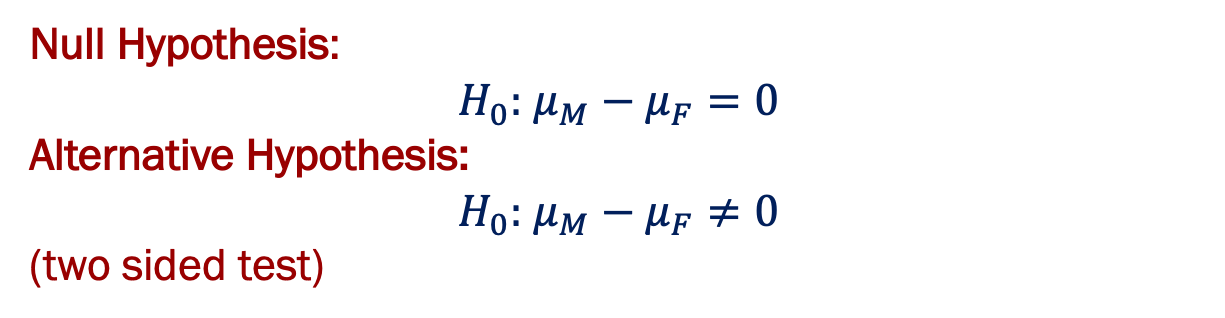 Null Hypothesis:
H₀: μ_M − μ_F = 0
Alternative Hypothesis:
H₀: μ_M − μ_F ≠ 0
(two sided test)